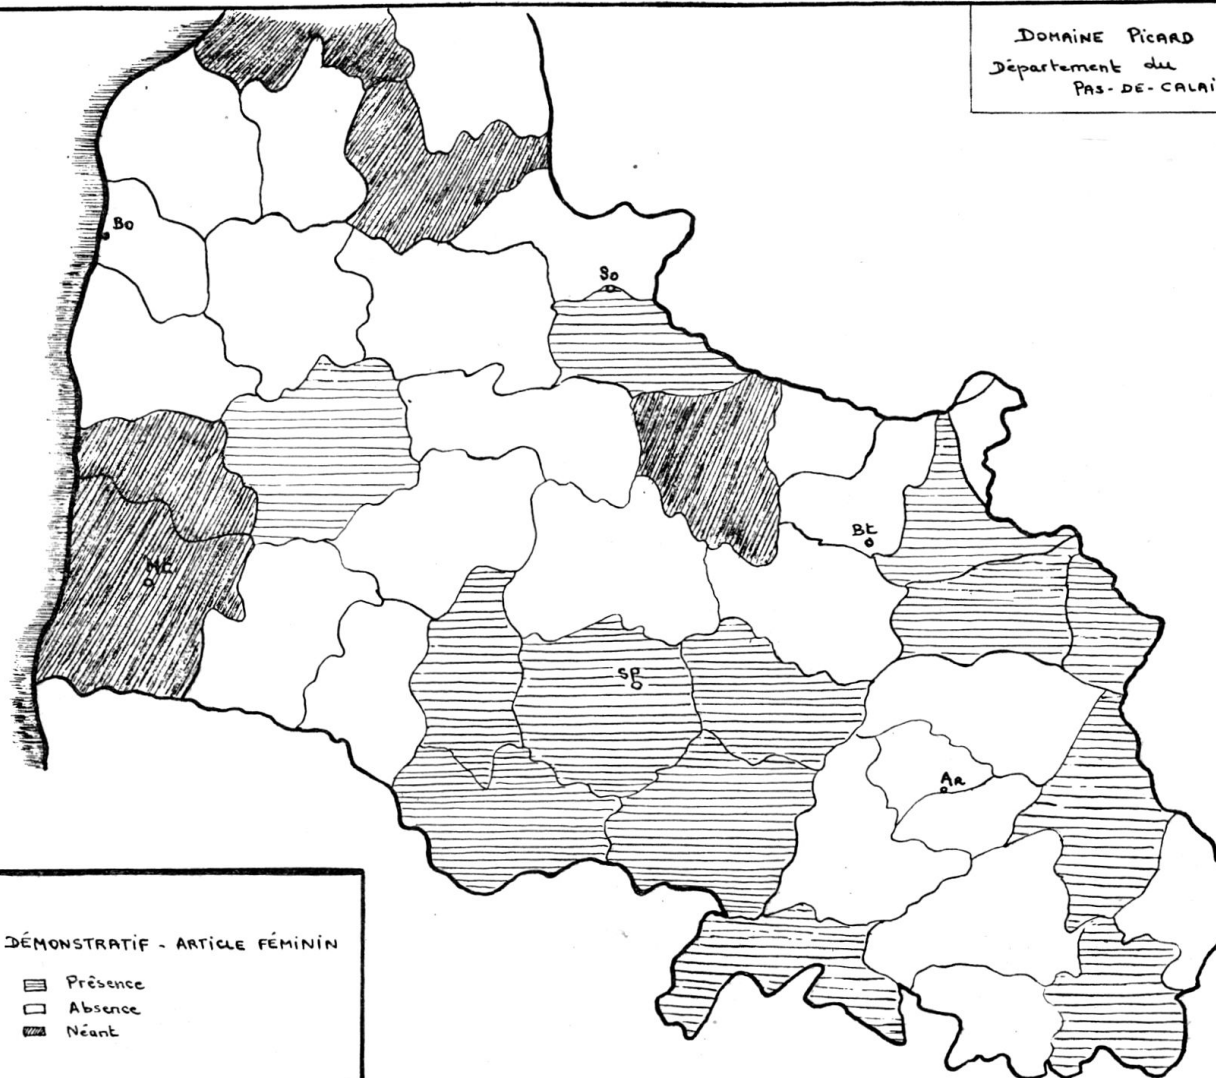 DOMAINE PICARD
Département du
PAS-DE-CALAI
Bo
So
Bt
Mt
SP
AR
DÉMONSTRATIF - ARTICLE FÉMININ
Présence
Absence
Néant